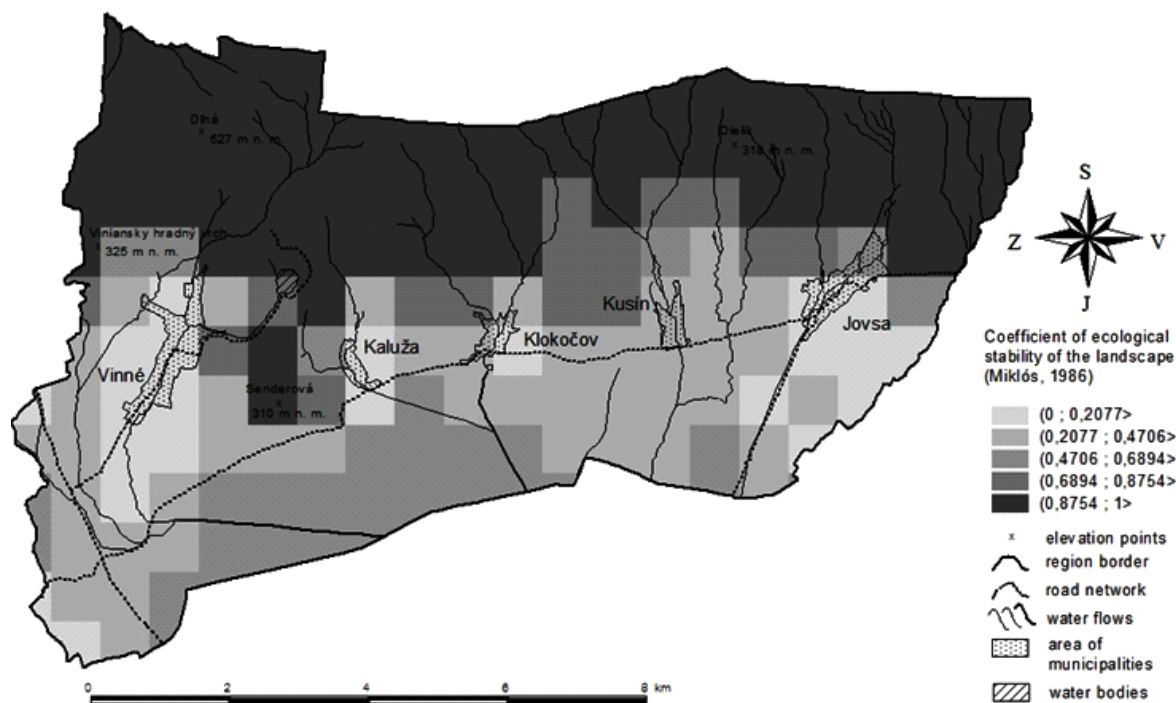 Dlhá
x 527 m n. m.
Dielik
x 318 m n. m.
S
Z V
J
Viniansky hradný vrch
x 325 m n. m.
Vinné
Kaluža
Klokočov
Kusín
Jovsa
Senderová
x
310 m n. m.
Coefficient of ecological
stability of the landscape
(Miklós, 1986)
(0 ; 0,2077>
(0,2077 ; 0,4706>
(0,4706 ; 0,6894>
(0,6894 ; 0,8754>
(0,8754 ; 1>
x elevation points
region border
road network
water flows
area of
municipalities
water bodies
0 2 4 6 8 km